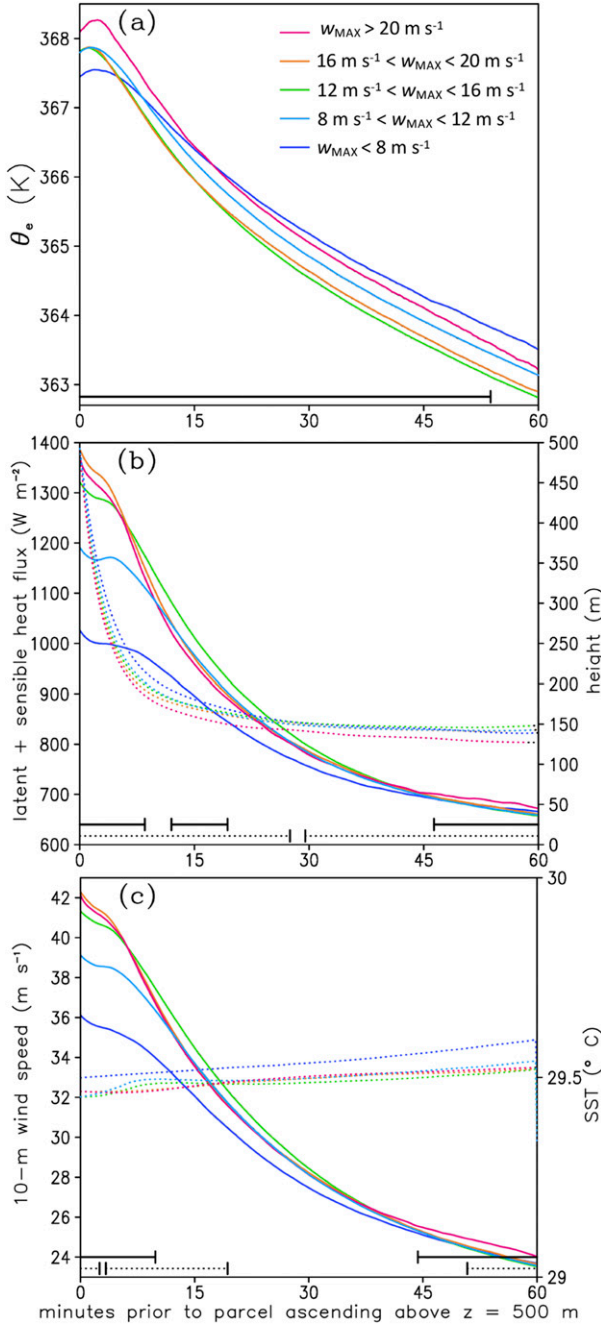 (a)
w_MAX > 20 m s⁻¹
16 m s⁻¹ < w_MAX < 20 m s⁻¹
12 m s⁻¹ < w_MAX < 16 m s⁻¹
8 m s⁻¹ < w_MAX < 12 m s⁻¹
w_MAX < 8 m s⁻¹
θe (K)
368
367
366
365
364
363
0 15 30 45 60
(b)
latent + sensible heat flux (W m⁻²)
1400
1300
1200
1100
1000
900
800
700
600
500
450
400
350
300
250
200
150
100
50
0
height (m)
0 15 30 45 60
(c)
10-m wind speed (m s⁻¹)
42
40
38
36
34
32
30
28
26
24
30
29.5
29
SST (° C)
0 15 30 45 60
minutes prior to parcel ascending above z = 500 m